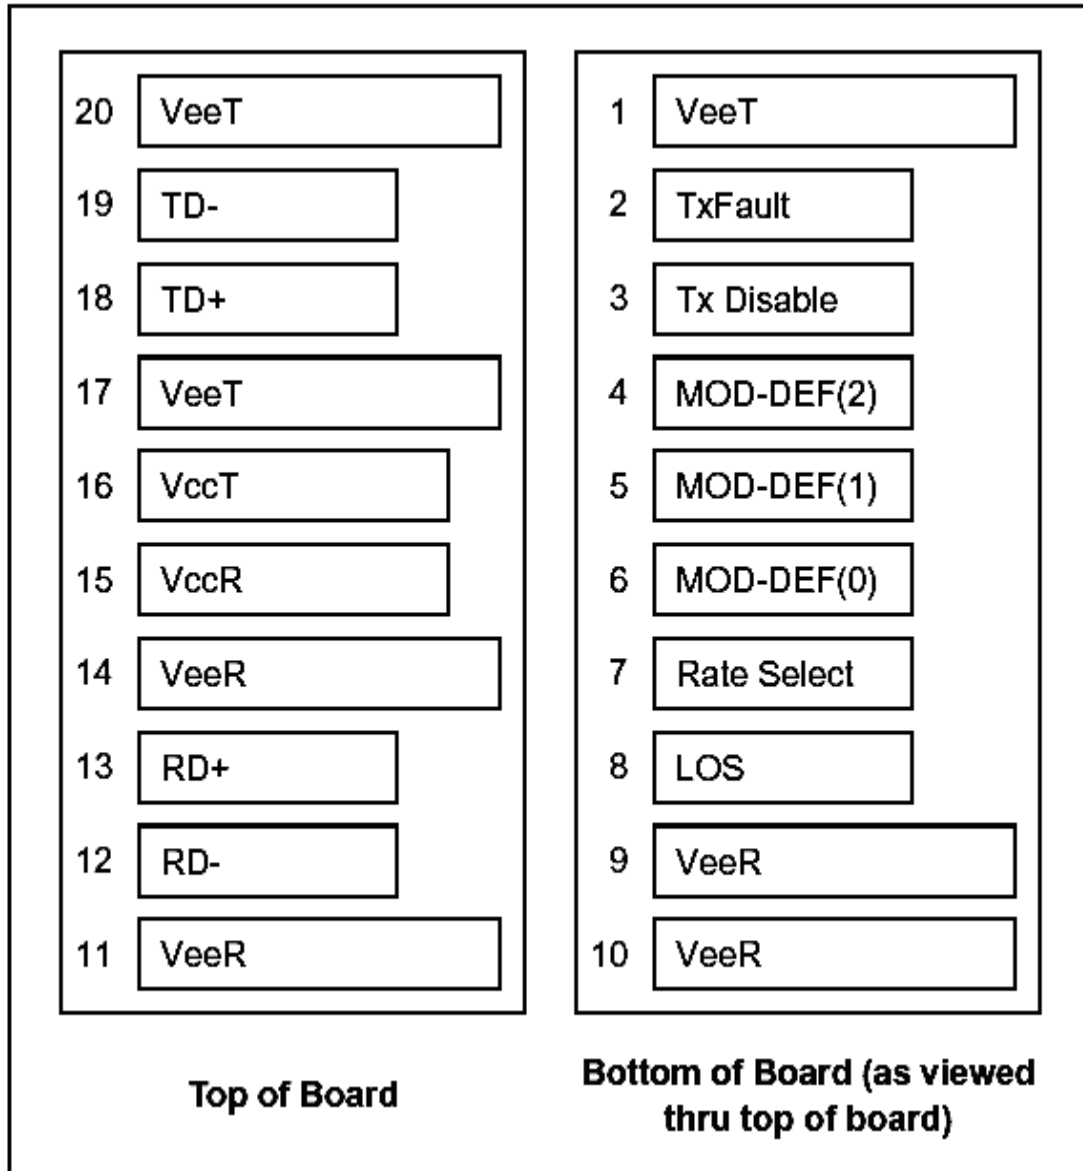 20 VeeT
19 TD-
18 TD+
17 VeeT
16 VccT
15 VccR
14 VeeR
13 RD+
12 RD-
11 VeeR
Top of Board
1 VeeT
2 TxFault
3 Tx Disable
4 MOD-DEF(2)
5 MOD-DEF(1)
6 MOD-DEF(0)
7 Rate Select
8 LOS
9 VeeR
10 VeeR
Bottom of Board (as viewed
thru top of board)